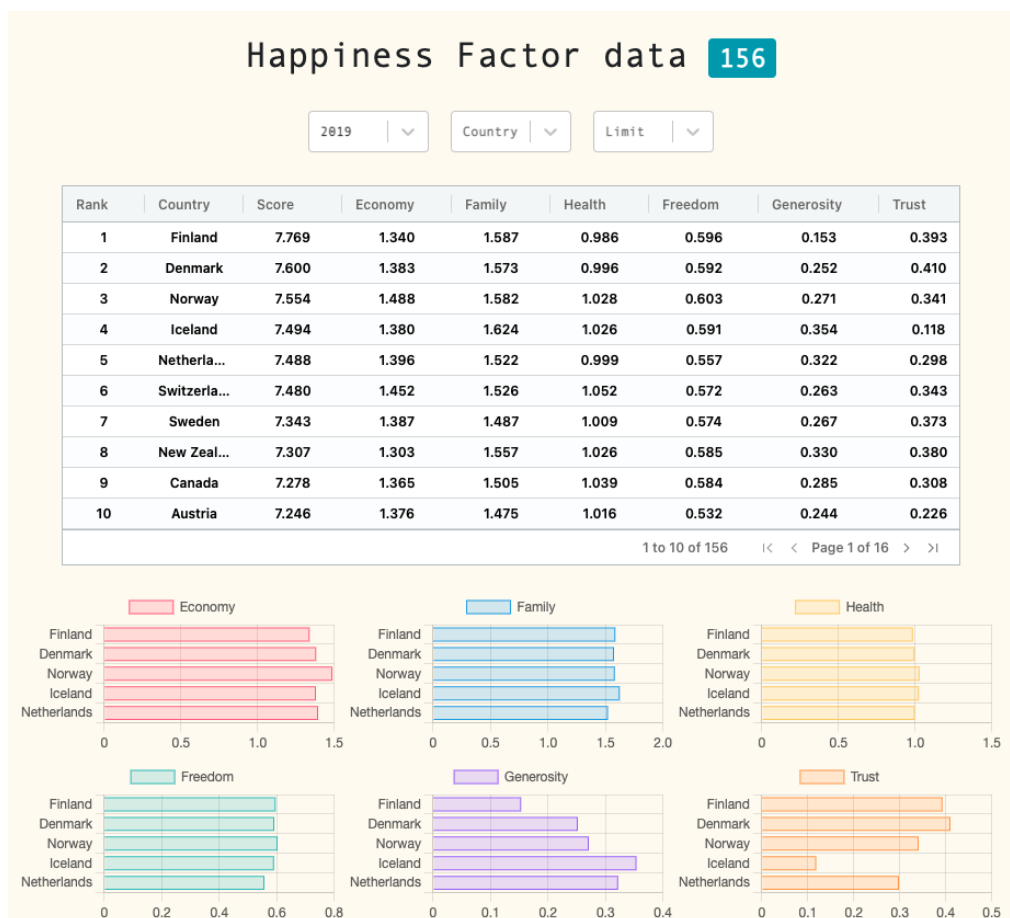 Happiness Factor data 156
2019 Country Limit
Rank Country Score Economy Family Health Freedom Generosity Trust
1 Finland 7.769 1.340 1.587 0.986 0.596 0.153 0.393
2 Denmark 7.600 1.383 1.573 0.996 0.592 0.252 0.410
3 Norway 7.554 1.488 1.582 1.028 0.603 0.271 0.341
4 Iceland 7.494 1.380 1.624 1.026 0.591 0.354 0.118
5 Netherla... 7.488 1.396 1.522 0.999 0.557 0.322 0.298
6 Switzerla... 7.480 1.452 1.526 1.052 0.572 0.263 0.343
7 Sweden 7.343 1.387 1.487 1.009 0.574 0.267 0.373
8 New Zeal... 7.307 1.303 1.557 1.026 0.585 0.330 0.380
9 Canada 7.278 1.365 1.505 1.039 0.584 0.285 0.308
10 Austria 7.246 1.376 1.475 1.016 0.532 0.244 0.226
1 to 10 of 156 Page 1 of 16
Economy Family Health
Finland Finland Finland
Denmark Denmark Denmark
Norway Norway Norway
Iceland Iceland Iceland
Netherlands Netherlands Netherlands
0 0.5 1.0 1.5 0 0.5 1.0 1.5 2.0 0 0.5 1.0 1.5
Freedom Generosity Trust
Finland Finland Finland
Denmark Denmark Denmark
Norway Norway Norway
Iceland Iceland Iceland
Netherlands Netherlands Netherlands
0 0.2 0.4 0.6 0.8 0 0.1 0.2 0.3 0.4 0 0.1 0.2 0.3 0.4 0.5